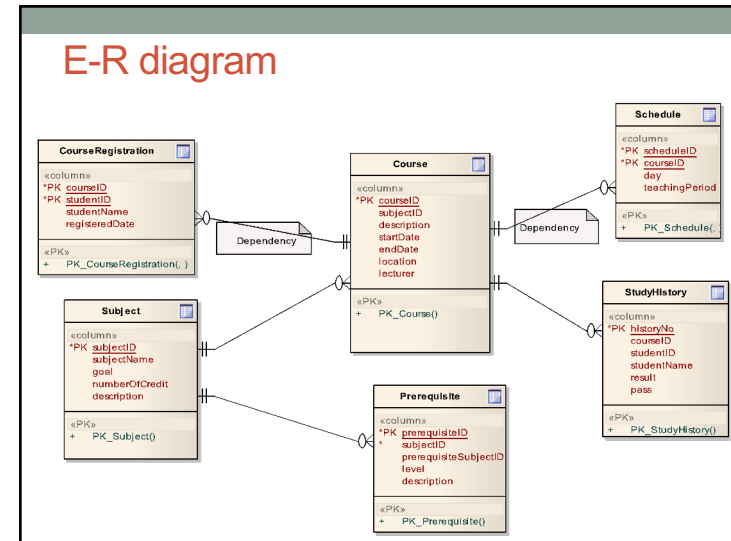 E-R diagram
CourseRegistration
«column»
*PK courseID
*PK studentID
studentName
registeredDate
«PK»
+ PK_CourseRegistration(, )
Dependency
Course
«column»
*PK courseID
subjectID
description
startDate
endDate
location
lecturer
«PK»
+ PK_Course()
Dependency
Schedule
«column»
*PK scheduleID
*PK courseID
day
teachingPeriod
«PK»
+ PK_Schedule(, )
Subject
«column»
*PK subjectID
subjectName
goal
numberOfCredit
description
«PK»
+ PK_Subject()
Prerequisite
«column»
*PK prerequisiteID
* subjectID
prerequisiteSubjectID
level
description
«PK»
+ PK_Prerequisite()
StudyHistory
«column»
*PK historyNo
courseID
studentID
studentName
result
pass
«PK»
+ PK_StudyHistory()